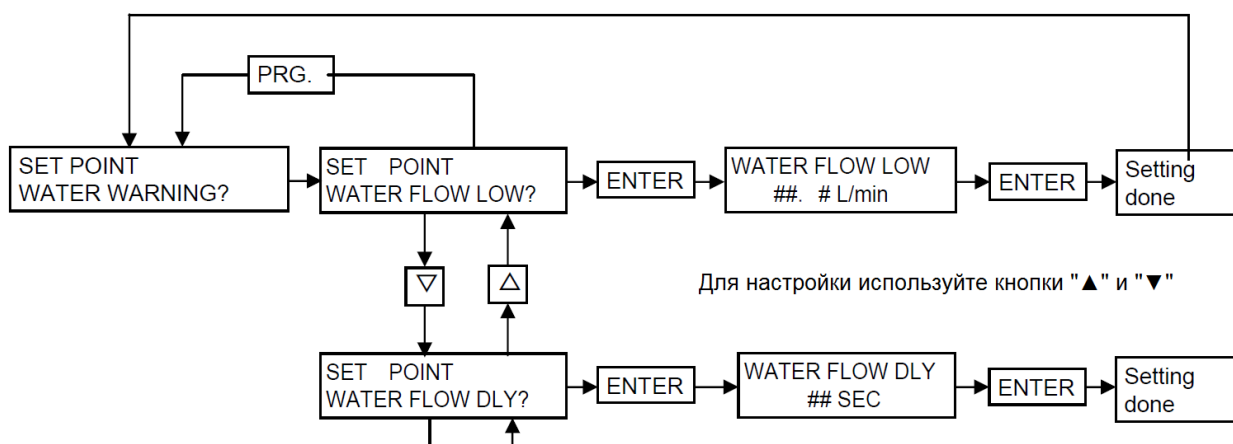 PRG.
SET POINT
WATER WARNING?
SET POINT
WATER FLOW LOW?
ENTER
WATER FLOW LOW
##. # L/min
ENTER
Setting
done
▽
△
Для настройки используйте кнопки "▲" и "▼"
SET POINT
WATER FLOW DLY?
ENTER
WATER FLOW DLY
## SEC
ENTER
Setting
done